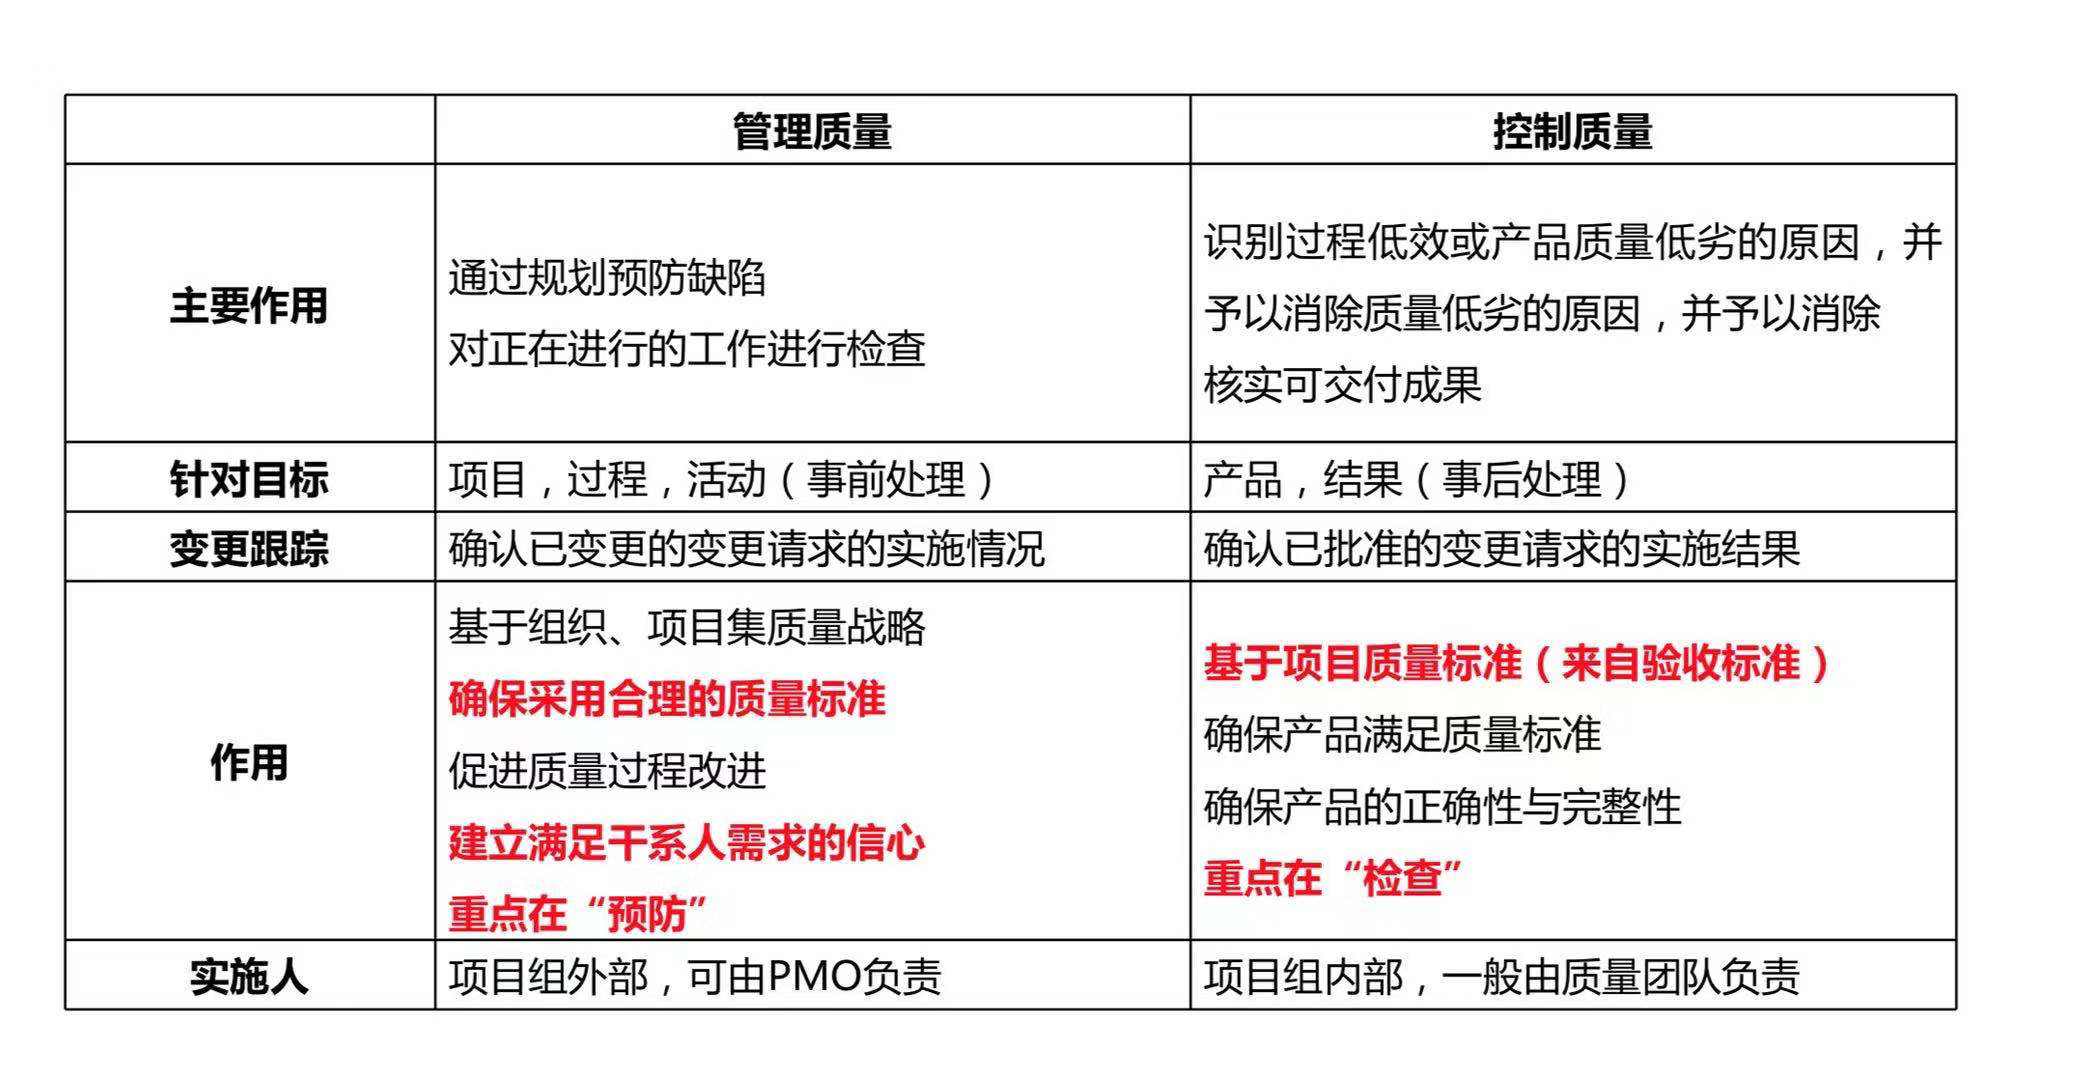 管理质量
控制质量
主要作用
通过规划预防缺陷
对正在进行的工作进行检查
识别过程低效或产品质量低劣的原因，并
予以消除质量低劣的原因，并予以消除
核实可交付成果
针对目标
项目，过程，活动（事前处理）
产品，结果（事后处理）
变更跟踪
确认已变更的变更请求的实施情况
确认已批准的变更请求的实施结果
作用
基于组织、项目集质量战略
确保采用合理的质量标准
促进质量过程改进
建立满足干系人需求的信心
重点在“预防”
基于项目质量标准（来自验收标准）
确保产品满足质量标准
确保产品的正确性与完整性
重点在“检查”
实施人
项目组外部，可由PMO负责
项目组内部，一般由质量团队负责